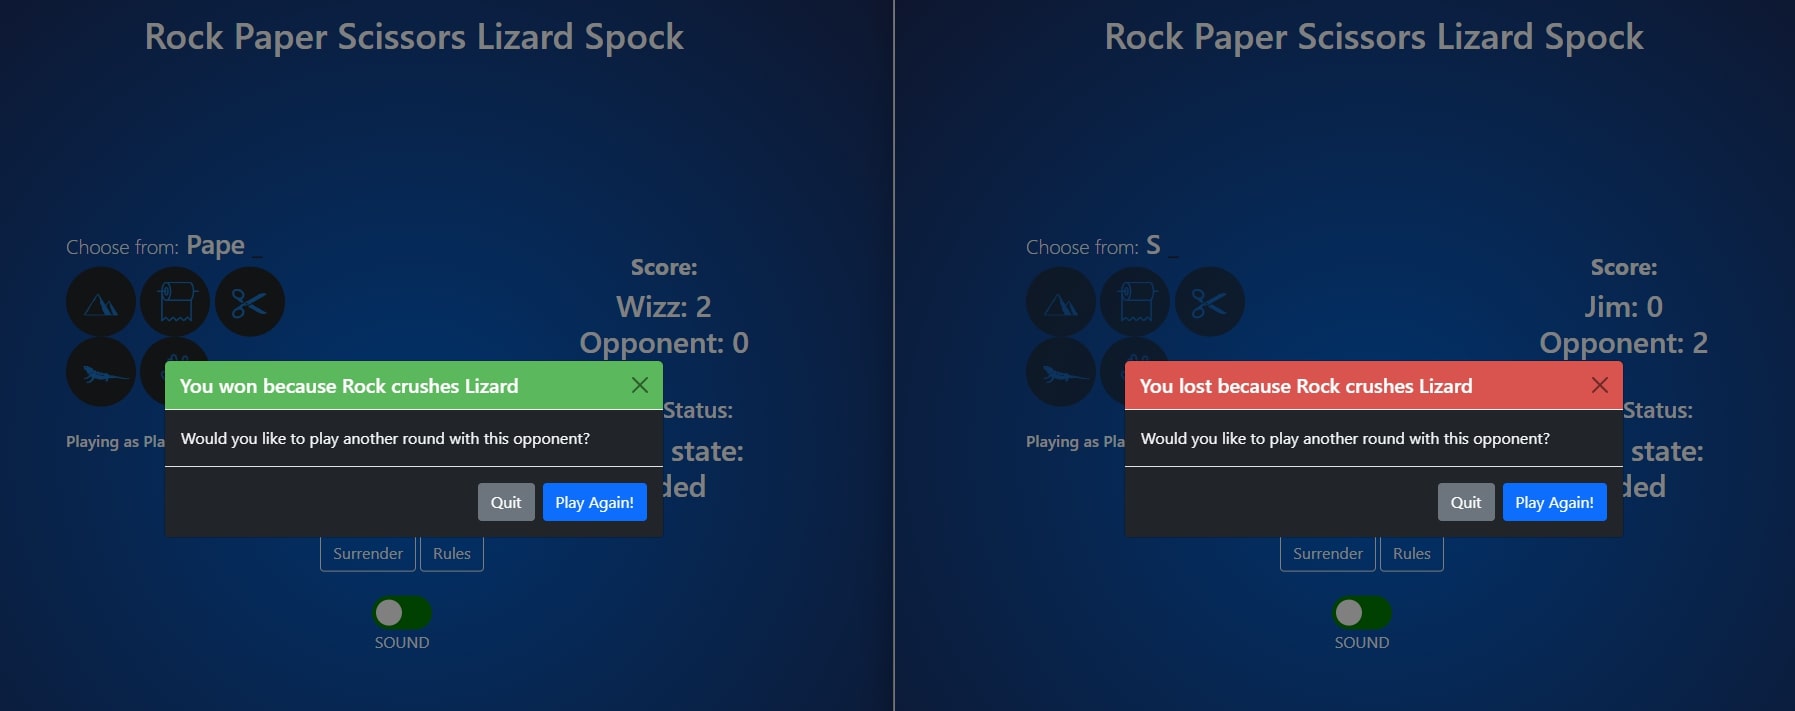 Rock Paper Scissors Lizard Spock
Choose from: Pape _
Score:
Wizz: 2
Opponent: 0
You won because Rock crushes Lizard
Status:
Playing as Pla
Would you like to play another round with this opponent?
state:
ded
Quit
Play Again!
Surrender
Rules
SOUND
Rock Paper Scissors Lizard Spock
Choose from: S _
Score:
Jim: 0
Opponent: 2
You lost because Rock crushes Lizard
Status:
Playing as Pla
Would you like to play another round with this opponent?
state:
ded
Quit
Play Again!
Surrender
Rules
SOUND